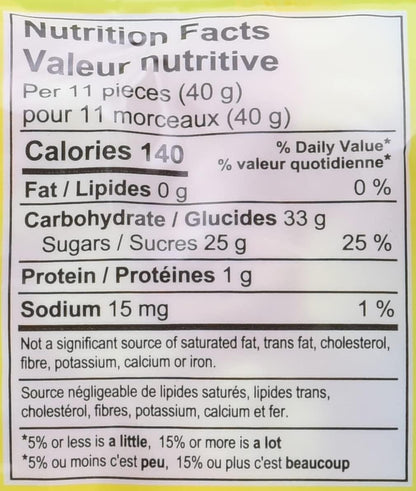 Nutrition Facts
Valeur nutritive
Per 11 pieces (40 g)
pour 11 morceaux (40 g)
Calories 140
% Daily Value*
% valeur quotidienne*
Fat / Lipides 0 g 0 %
Carbohydrate / Glucides 33 g
Sugars / Sucres 25 g 25 %
Protein / Protéines 1 g
Sodium 15 mg 1 %
Not a significant source of saturated fat, trans fat, cholesterol,
fibre, potassium, calcium or iron.
Source négligeable de lipides saturés, lipides trans,
cholestérol, fibres, potassium, calcium et fer.
*5% or less is a little, 15% or more is a lot
*5% ou moins c'est peu, 15% ou plus c'est beaucoup